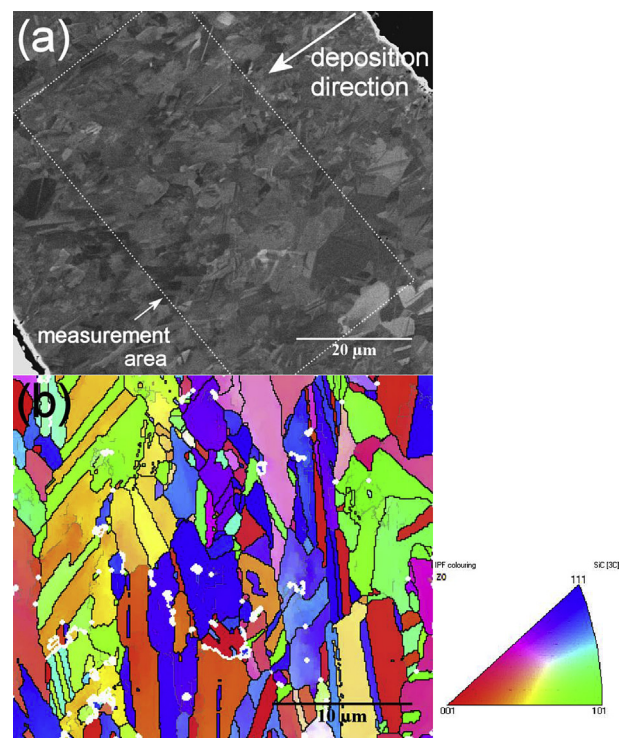 (a)
deposition
direction
measurement
area
20 µm
(b)
10 µm
IPF colouring
SiC [3C]
Z0
111
001
101